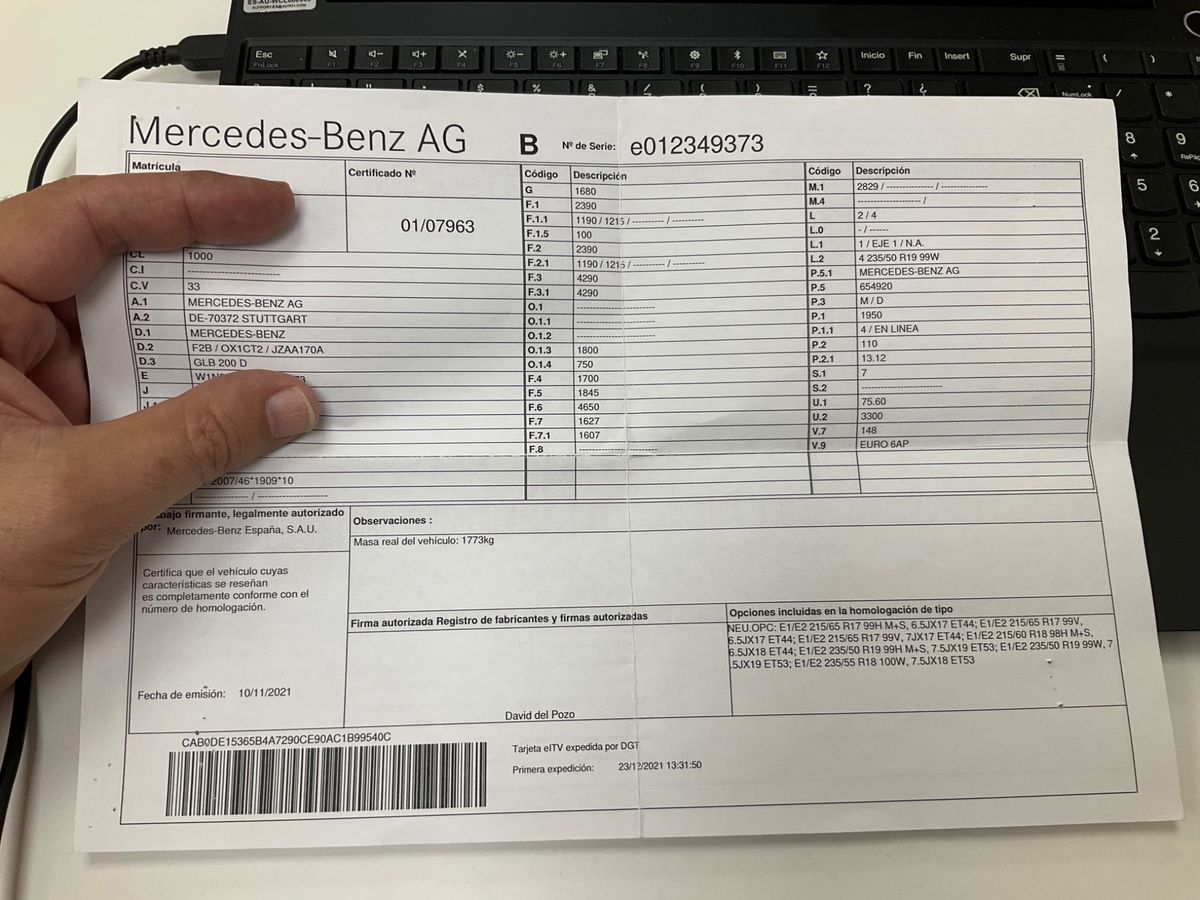 Esc
FnLock
F1
F2
F3
F4
F5
F6
F7
F8
F9
F10
F11
F12
Inicio
Fin
Insert
Supr
NumLock
8
9
5
6
2
Mercedes-Benz AG
B Nº de Serie: e012349373
Matrícula
Certificado Nº
01/07963
CL 1000
C.I -----------------------
C.V 33
A.1 MERCEDES-BENZ AG
A.2 DE-70372 STUTTGART
D.1 MERCEDES-BENZ
D.2 F2B / OX1CT2 / JZAA170A
D.3 GLB 200 D
E
J
2007/46*1909*10
-------------- / ------------------
Código Descripción
G 1680
F.1 2390
F.1.1 1190 / 1215 / ---------- / ----------
F.1.5 100
F.2 2390
F.2.1 1190 / 1215 / ---------- / ----------
F.3 4290
F.3.1 4290
O.1 -----------------------
O.1.1 -----------------------
O.1.2 -----------------------
O.1.3 1800
O.1.4 750
F.4 1700
F.5 1845
F.6 4650
F.7 1627
F.7.1 1607
F.8 -----------------------
Código Descripción
M.1 2829 / -------------- / --------------
M.4 ------------------- /
L 2 / 4
L.0 - / ------
L.1 1 / EJE 1 / N.A.
L.2 4 235/50 R19 99W
P.5.1 MERCEDES-BENZ AG
P.5 654920
P.3 M / D
P.1 1950
P.1.1 4 / EN LINEA
P.2 110
P.2.1 13.12
S.1 7
S.2 -----------------------
U.1 75.60
U.2 3300
V.7 148
V.9 EURO 6AP
bajo firmante, legalmente autorizado
por: Mercedes-Benz España, S.A.U.
Certifica que el vehículo cuyas
características se reseñan
es completamente conforme con el
número de homologación.
Fecha de emisión: 10/11/2021
Observaciones :
Masa real del vehículo: 1773kg
Firma autorizada Registro de fabricantes y firmas autorizadas
David del Pozo
Opciones incluidas en la homologación de tipo
NEU.OPC: E1/E2 215/65 R17 99H M+S, 6.5JX17 ET44; E1/E2 215/65 R17 99V,
6.5JX17 ET44; E1/E2 215/65 R17 99V, 7JX17 ET44; E1/E2 215/60 R18 98H M+S,
6.5JX18 ET44; E1/E2 235/50 R19 99H M+S, 7.5JX19 ET53; E1/E2 235/50 R19 99W, 7
.5JX19 ET53; E1/E2 235/55 R18 100W, 7.5JX18 ET53
CAB0DE15365B4A7290CE90AC1B99540C
Tarjeta eITV expedida por DGT
Primera expedición: 23/12/2021 13:31:50